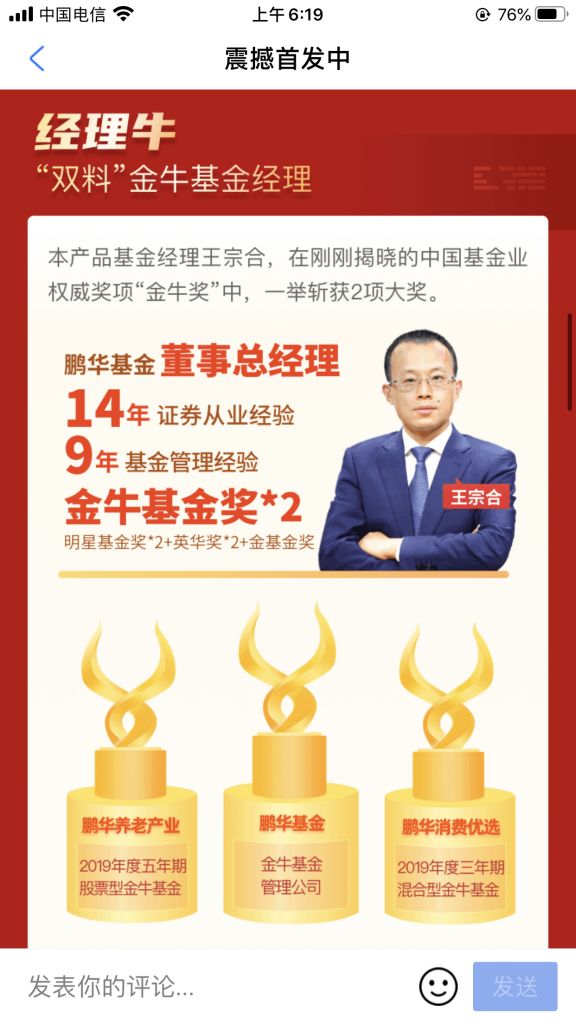 中国电信
上午6:19
76%
震撼首发中
经理牛
“双料”金牛基金经理
本产品基金经理王宗合，在刚刚揭晓的中国基金业
权威奖项“金牛奖”中，一举斩获2项大奖。
鹏华基金 董事总经理
14年 证券从业经验
9年 基金管理经验
金牛基金奖*2
明星基金奖*2+英华奖*2+金基金奖
王宗合
鹏华养老产业
2019年度五年期
股票型金牛基金
鹏华基金
金牛基金
管理公司
鹏华消费优选
2019年度三年期
混合型金牛基金
发表你的评论...
发送